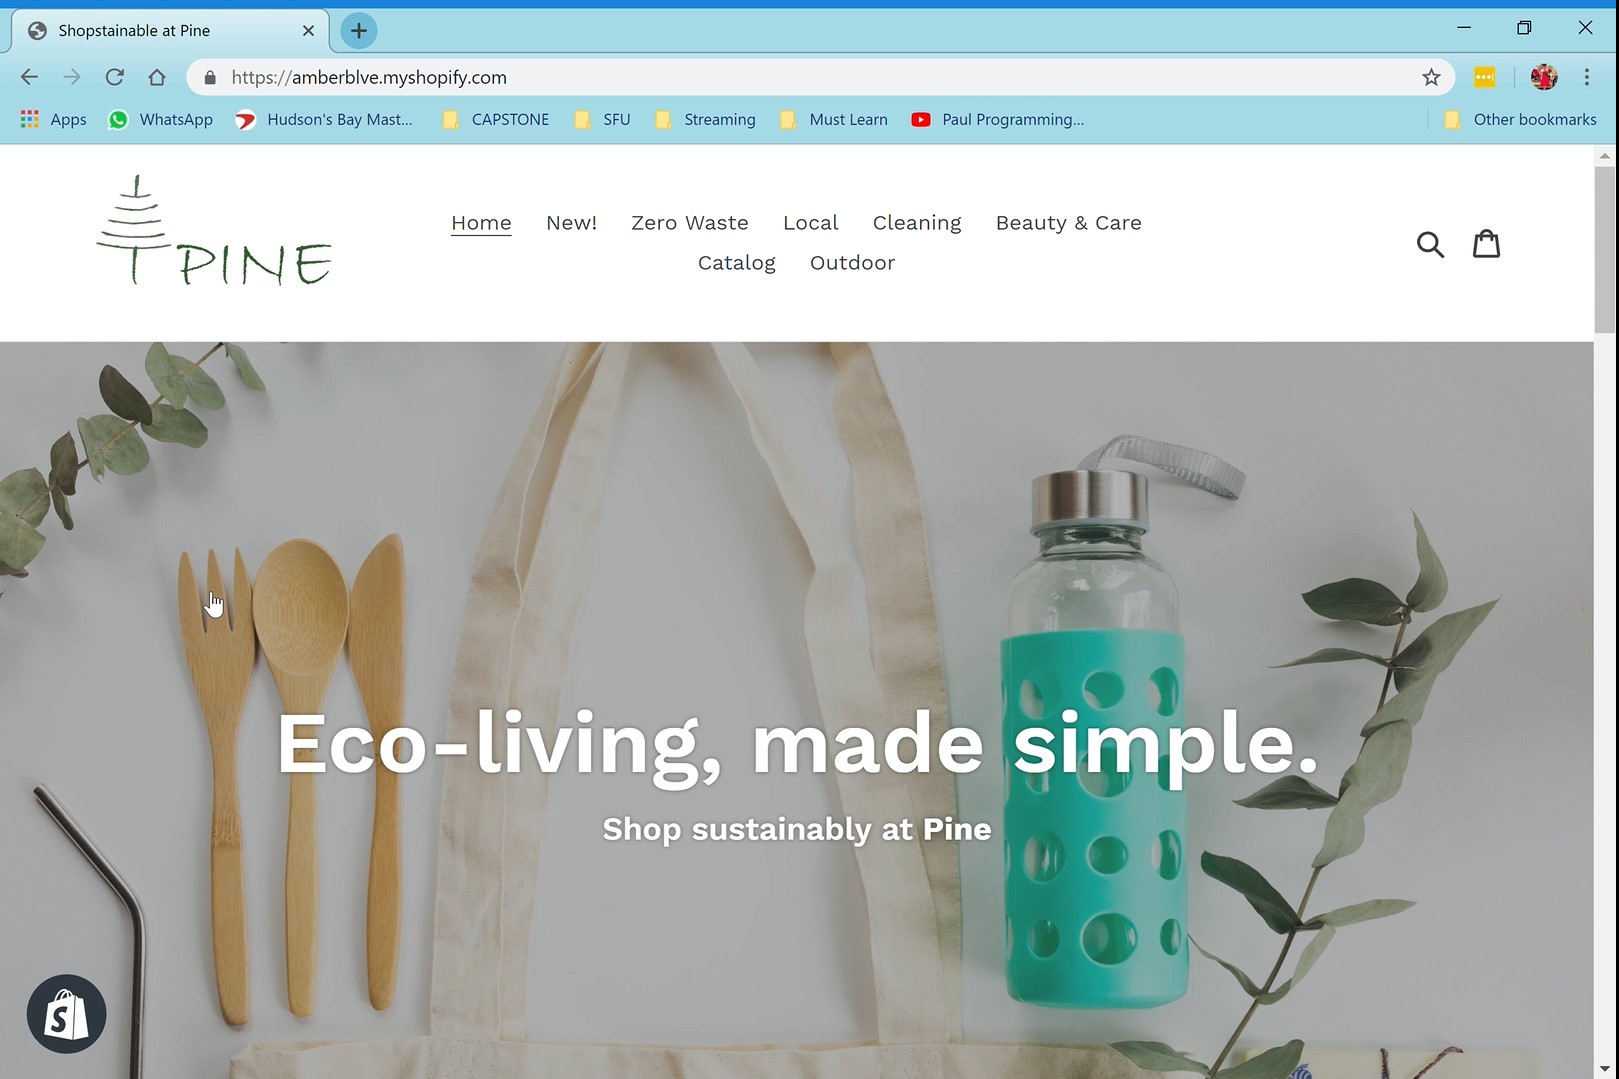 Shopstainable at Pine
https://amberblve.myshopify.com
Apps WhatsApp Hudson's Bay Mast... CAPSTONE SFU Streaming Must Learn Paul Programming... Other bookmarks
PINE
Home New! Zero Waste Local Cleaning Beauty & Care
Catalog Outdoor
Eco-living, made simple.
Shop sustainably at Pine